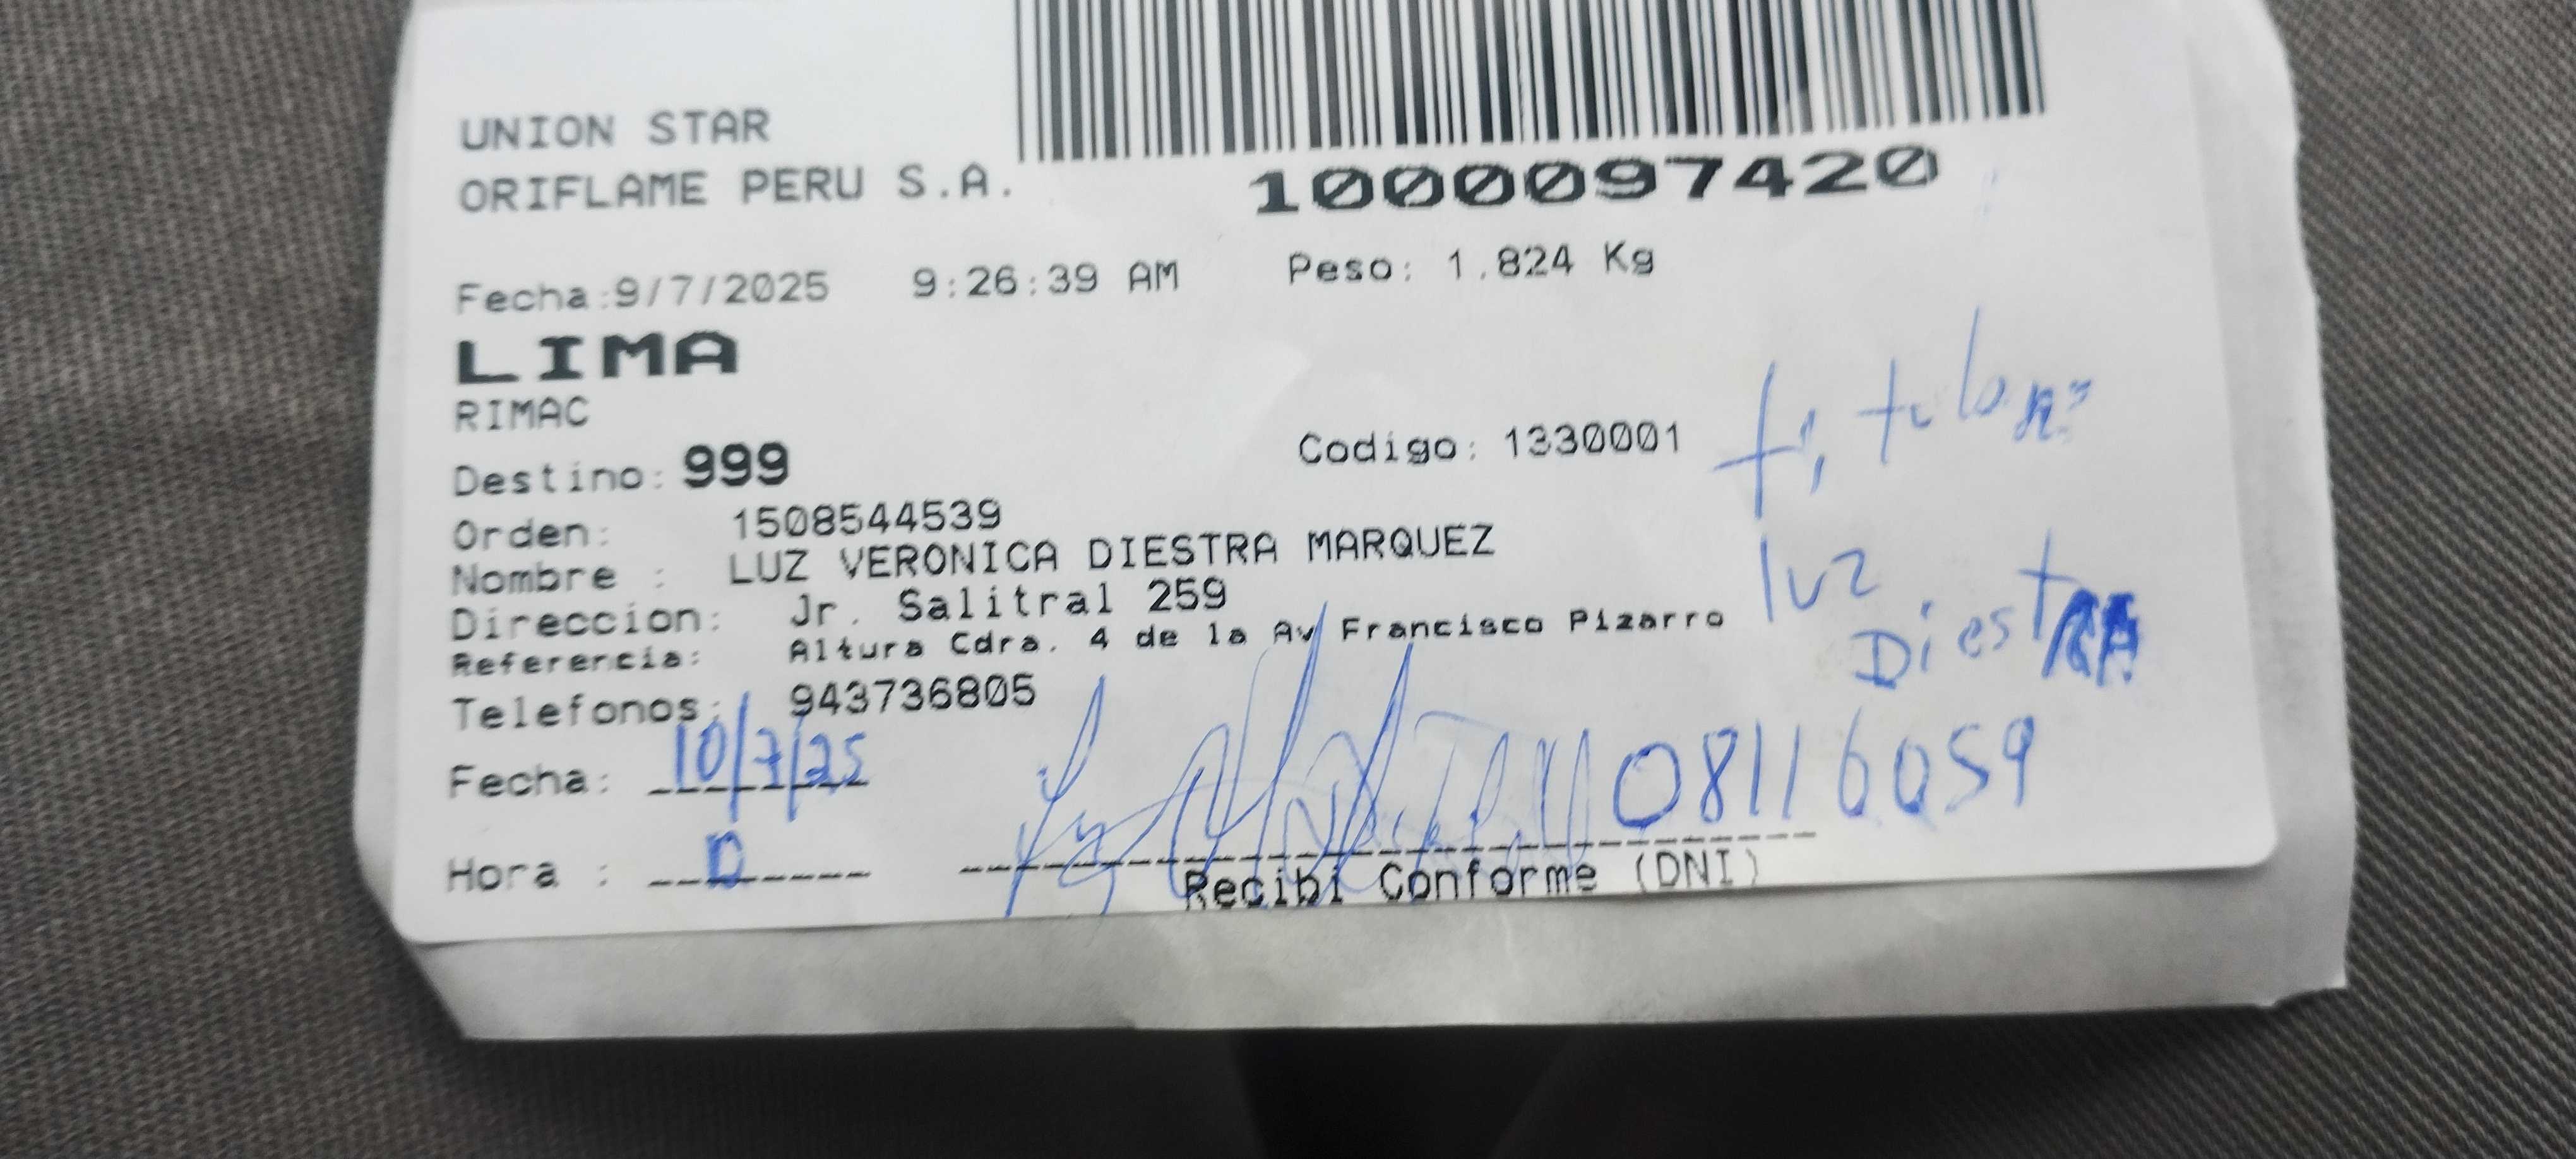 UNION STAR
ORIFLAME PERU S.A.
1000097420
Fecha:9/7/2025 9:26:39 AM Peso: 1.824 Kg
LIMA
RIMAC
Destino: 999 Codigo: 1330001
Orden: 1508544539
Nombre : LUZ VERONICA DIESTRA MARQUEZ
Direccion: Jr. Salitral 259
Referencia: Altura Cdra. 4 de la Av Francisco Pizarro
Telefonos: 943736805
luz
Diestra
Fecha: 10/7/25
08116059
Hora :
Recibi Conforme (DNI)